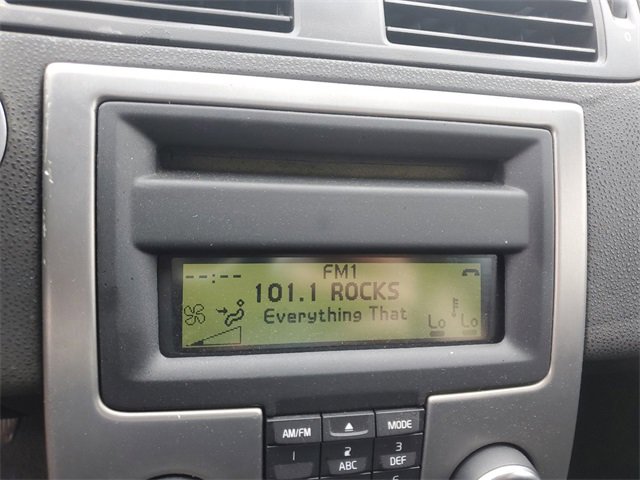 --:-- FM1
101.1 ROCKS
Everything That
Lo Lo
AM/FM MODE
1 2 ABC 3 DEF